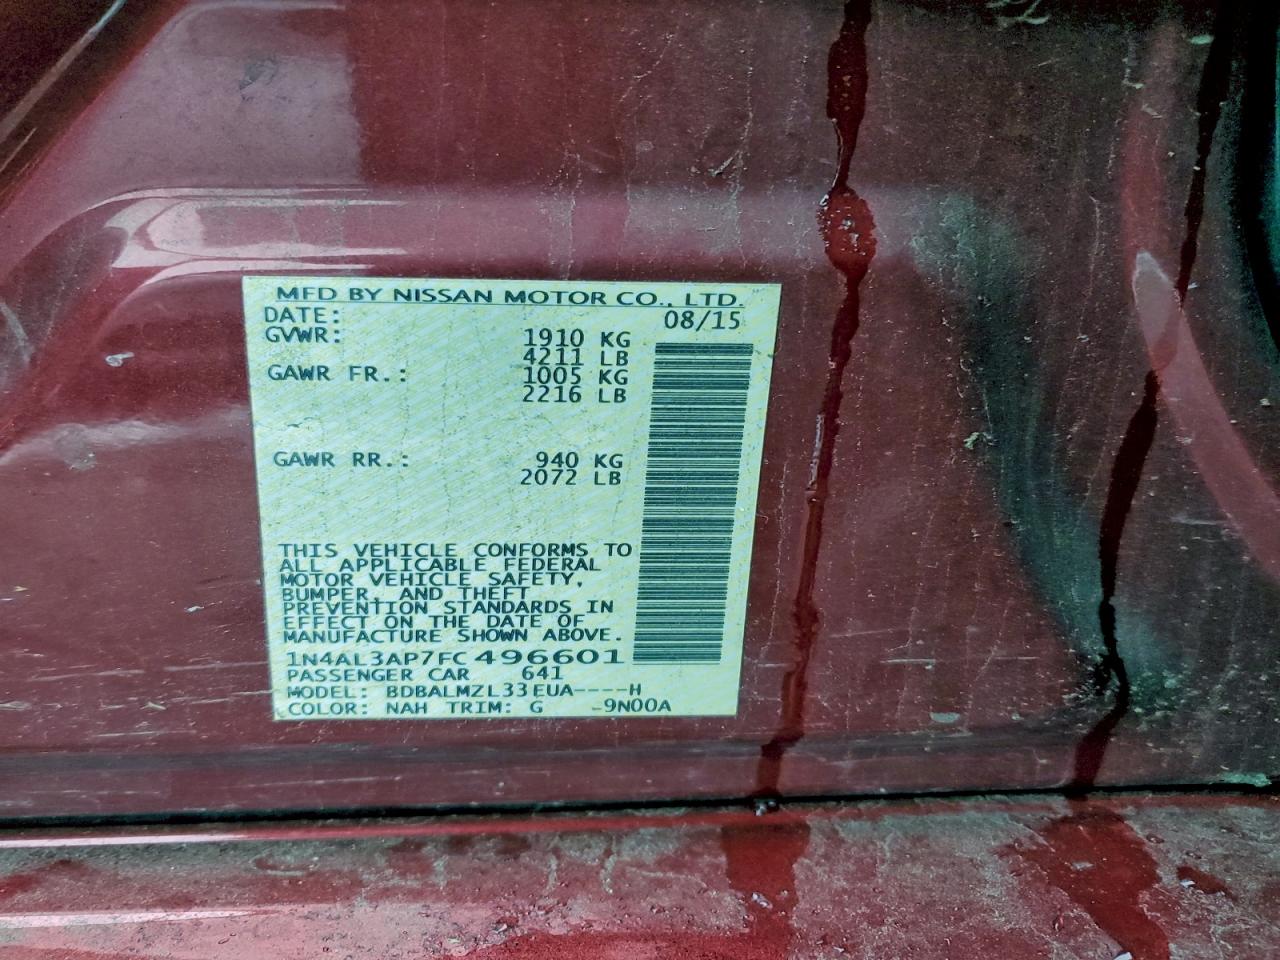 MFD BY NISSAN MOTOR CO., LTD.
DATE: 08/15
GVWR: 1910 KG
4211 LB
GAWR FR.: 1005 KG
2216 LB
GAWR RR.: 940 KG
2072 LB
THIS VEHICLE CONFORMS TO
ALL APPLICABLE FEDERAL
MOTOR VEHICLE SAFETY,
BUMPER, AND THEFT
PREVENTION STANDARDS IN
EFFECT ON THE DATE OF
MANUFACTURE SHOWN ABOVE.
1N4AL3AP7FC496601
PASSENGER CAR 641
MODEL: BDBALMZL33EUA----H
COLOR: NAH TRIM: G -9N00A